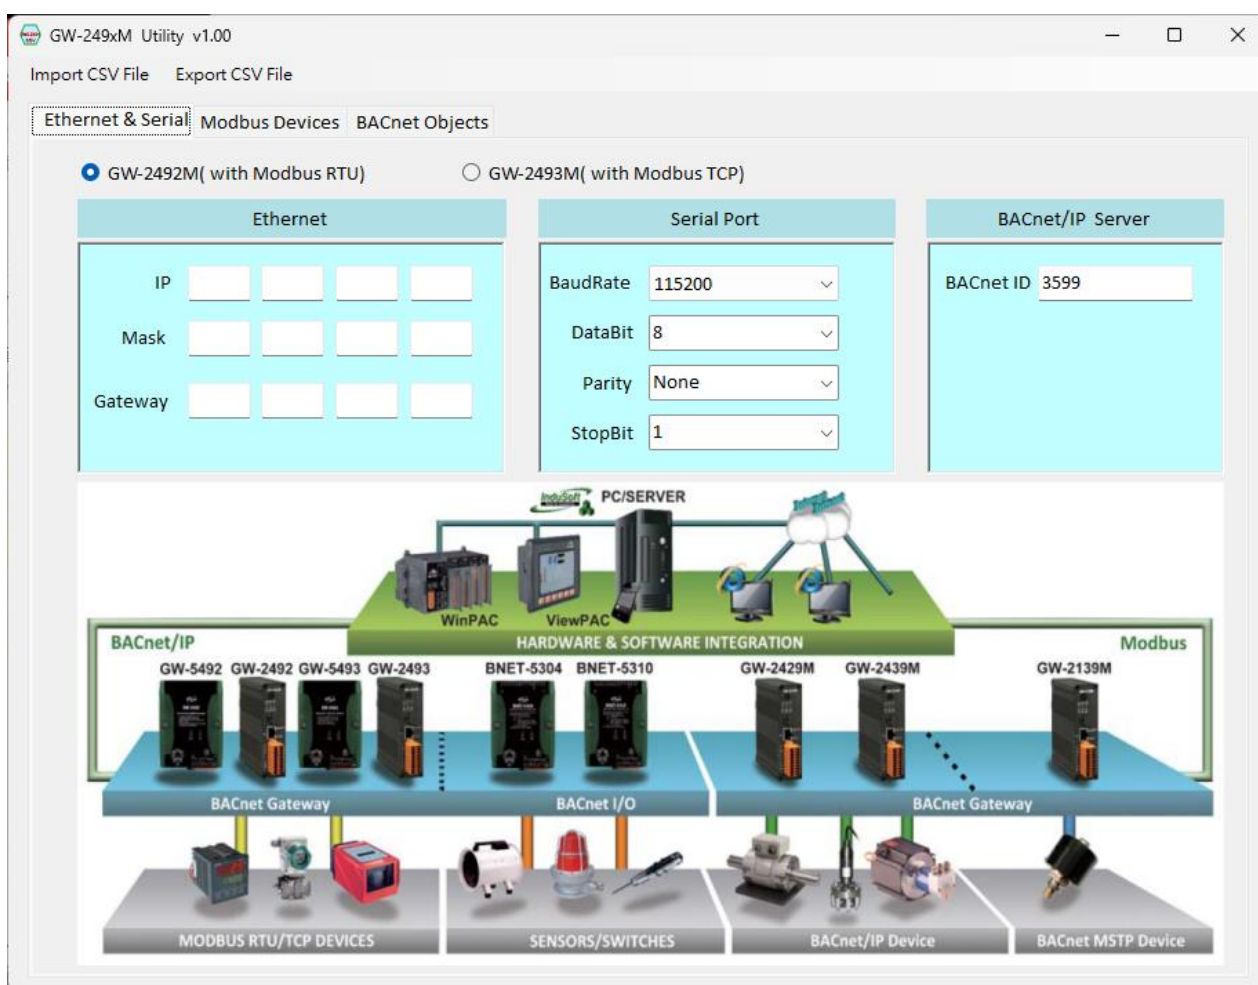 GW-249xM Utility v1.00
Import CSV File Export CSV File
Ethernet & Serial Modbus Devices BACnet Objects
GW-2492M( with Modbus RTU) GW-2493M( with Modbus TCP)
Ethernet Serial Port BACnet/IP Server
IP BaudRate 115200 BACnet ID 3599
Mask DataBit 8
Gateway Parity None
StopBit 1
InduSoft PC/SERVER Internet
WinPAC ViewPAC
HARDWARE & SOFTWARE INTEGRATION
BACnet/IP Modbus
GW-5492 GW-2492 GW-5493 GW-2493 BNET-5304 BNET-5310 GW-2429M GW-2439M GW-2139M
BACnet Gateway BACnet I/O BACnet Gateway
MODBUS RTU/TCP DEVICES SENSORS/SWITCHES BACnet/IP Device BACnet MSTP Device